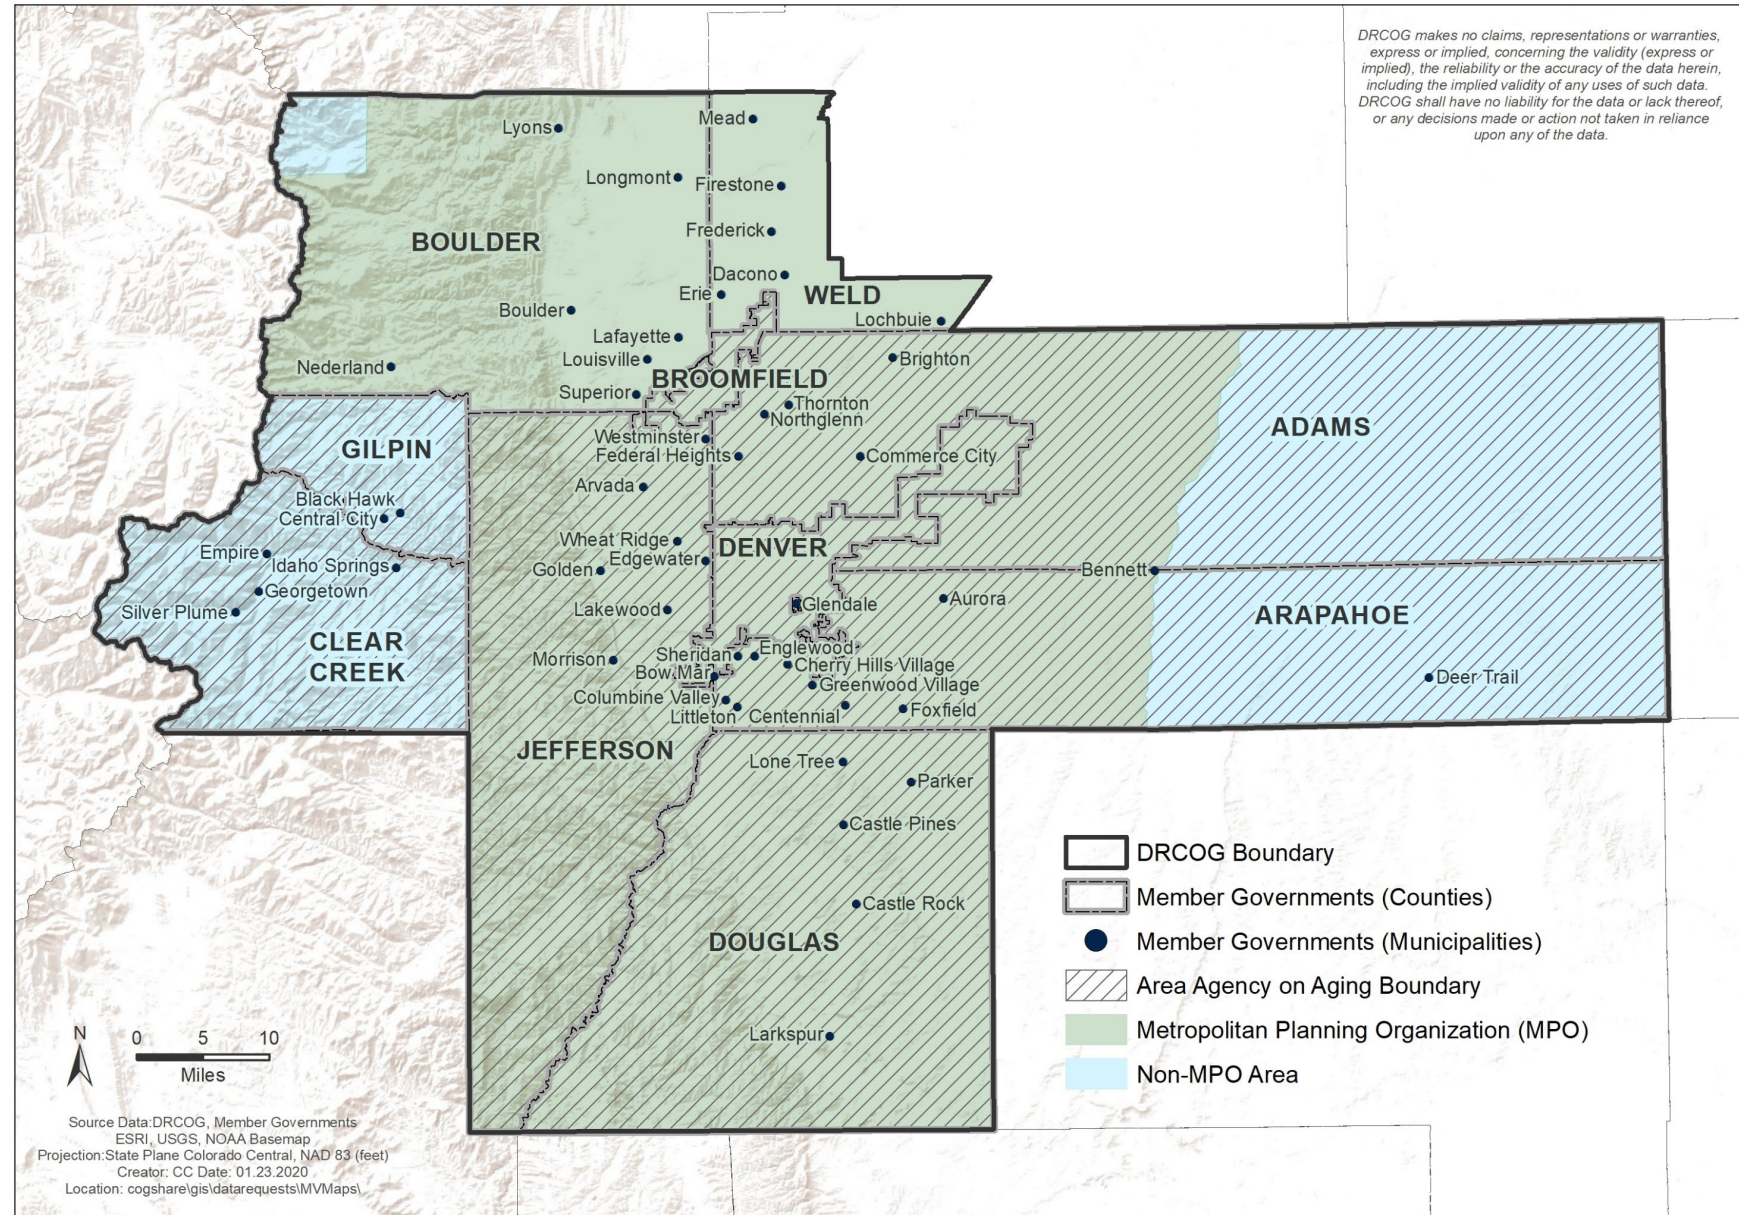 DRCOG makes no claims, representations or warranties,
express or implied, concerning the validity (express or
implied), the reliability or the accuracy of the data herein,
including the implied validity of any uses of such data.
DRCOG shall have no liability for the data or lack thereof,
or any decisions made or action not taken in reliance
upon any of the data.
Lyons
Mead
Longmont
Firestone
Frederick
BOULDER
Dacono
Erie
WELD
Boulder
Lochbuie
Lafayette
Louisville
Brighton
Nederland
BROOMFIELD
Superior
Thornton
Northglenn
ADAMS
Westminster
GILPIN
Federal Heights
Commerce City
Arvada
Black Hawk
Central City
Wheat Ridge
DENVER
Empire
Edgewater
Idaho Springs
Golden
Bennett
Georgetown
Aurora
Glendale
Lakewood
Silver Plume
ARAPAHOE
CLEAR
CREEK
Englewood
Sheridan
Morrison
Cherry Hills Village
Bow Mar
Deer Trail
Greenwood Village
Columbine Valley
Foxfield
Littleton
Centennial
JEFFERSON
Lone Tree
Parker
Castle Pines
Castle Rock
DOUGLAS
Larkspur
DRCOG Boundary
Member Governments (Counties)
Member Governments (Municipalities)
Area Agency on Aging Boundary
Metropolitan Planning Organization (MPO)
Non-MPO Area
N
0 5 10
Miles
Source Data:DRCOG, Member Governments
ESRI, USGS, NOAA Basemap
Projection:State Plane Colorado Central, NAD 83 (feet)
Creator: CC Date: 01.23.2020
Location: cogshare\gis\datarequests\MVMaps\